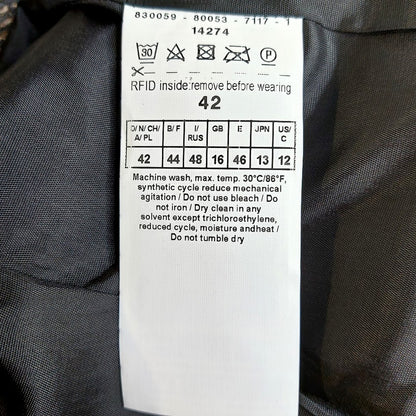 830059 - 80053 - 7117 - 1
14274
30 P
RFID inside:remove before wearing
42
D/ N/ CH/ A/ PL B/ F I/ RUS GB E JPN US/ C
42 44 48 16 46 13 12
Machine wash, max. temp. 30°C/86°F,
synthetic cycle reduce mechanical
agitation / Do not use bleach / Do
not iron / Dry clean in any
solvent except trichloroethylene,
reduced cycle, moisture andheat /
Do not tumble dry